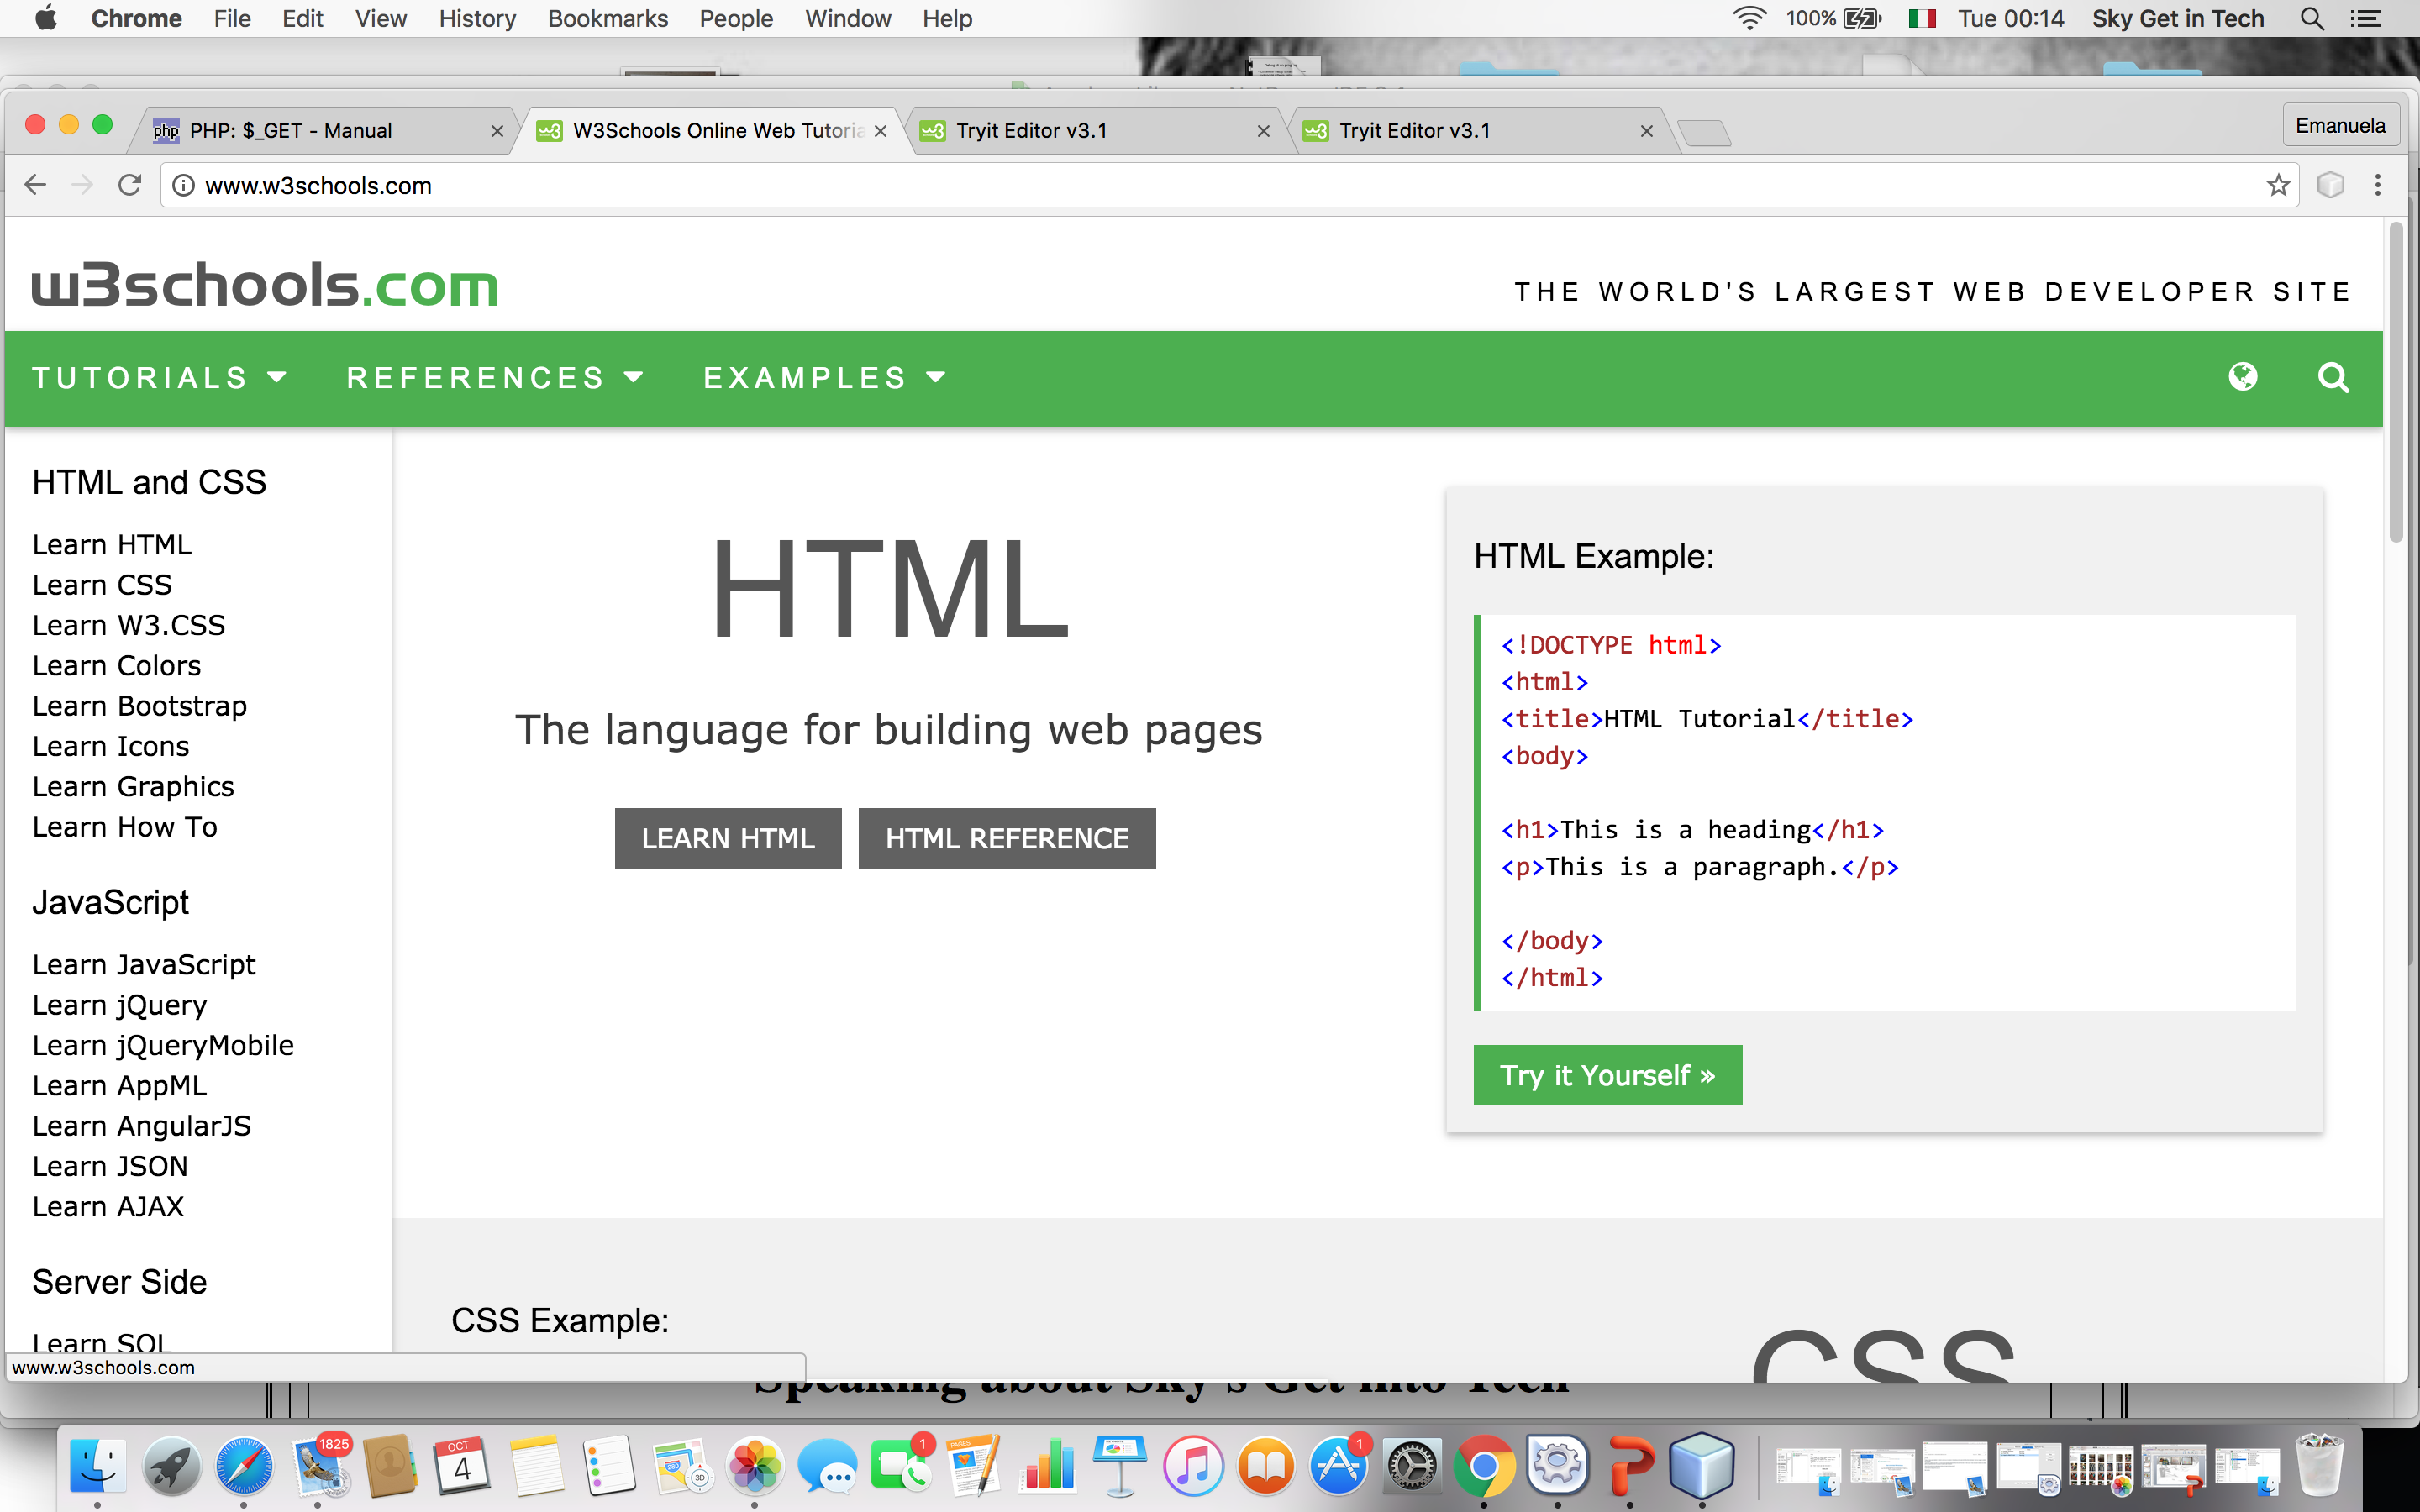 Chrome File Edit View History Bookmarks People Window Help 100% Tue 00:14 Sky Get in Tech
php PHP: $_GET - Manual W3Schools Online Web Tutoria Tryit Editor v3.1 Tryit Editor v3.1 Emanuela
www.w3schools.com
w3schools.com
THE WORLD'S LARGEST WEB DEVELOPER SITE
TUTORIALS REFERENCES EXAMPLES
HTML and CSS
Learn HTML
Learn CSS
Learn W3.CSS
Learn Colors
Learn Bootstrap
Learn Icons
Learn Graphics
Learn How To
JavaScript
Learn JavaScript
Learn jQuery
Learn jQueryMobile
Learn AppML
Learn AngularJS
Learn JSON
Learn AJAX
Server Side
Learn SQL
HTML
The language for building web pages
LEARN HTML HTML REFERENCE
HTML Example:
<!DOCTYPE html>
<html>
<title>HTML Tutorial</title>
<body>
<h1>This is a heading</h1>
<p>This is a paragraph.</p>
</body>
</html>
Try it Yourself »
CSS Example:
CSS
www.w3schools.com
Speaking about Sky's Get into Tech
1825
OCT
4
3D
1
PAGES
1